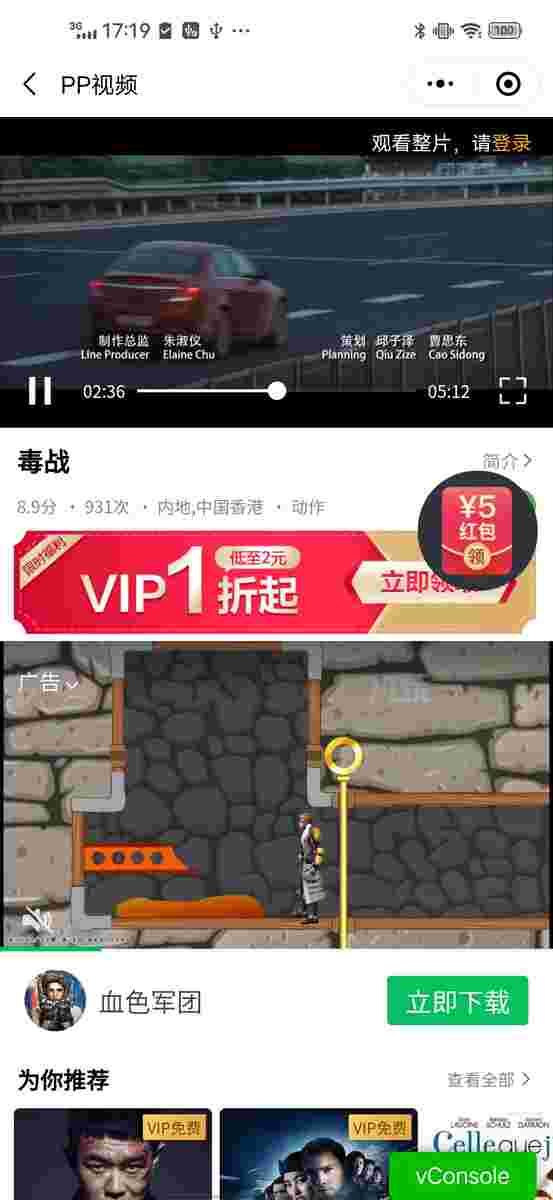 3G 17:19 100
PP视频
观看整片，请登录
制作总监 朱淑仪 策划 邱子泽 曹思东
Line Producer Elaine Chu Planning Qiu Zize Cao Sidong
02:36 05:12
毒战
简介
8.9分 · 931次 · 内地,中国香港 · 动作
¥5
红包
领
限时福利
VIP1折起
低至2元
立即领
广告
血色军团
立即下载
为你推荐
查看全部
VIP免费
VIP免费
vConsole